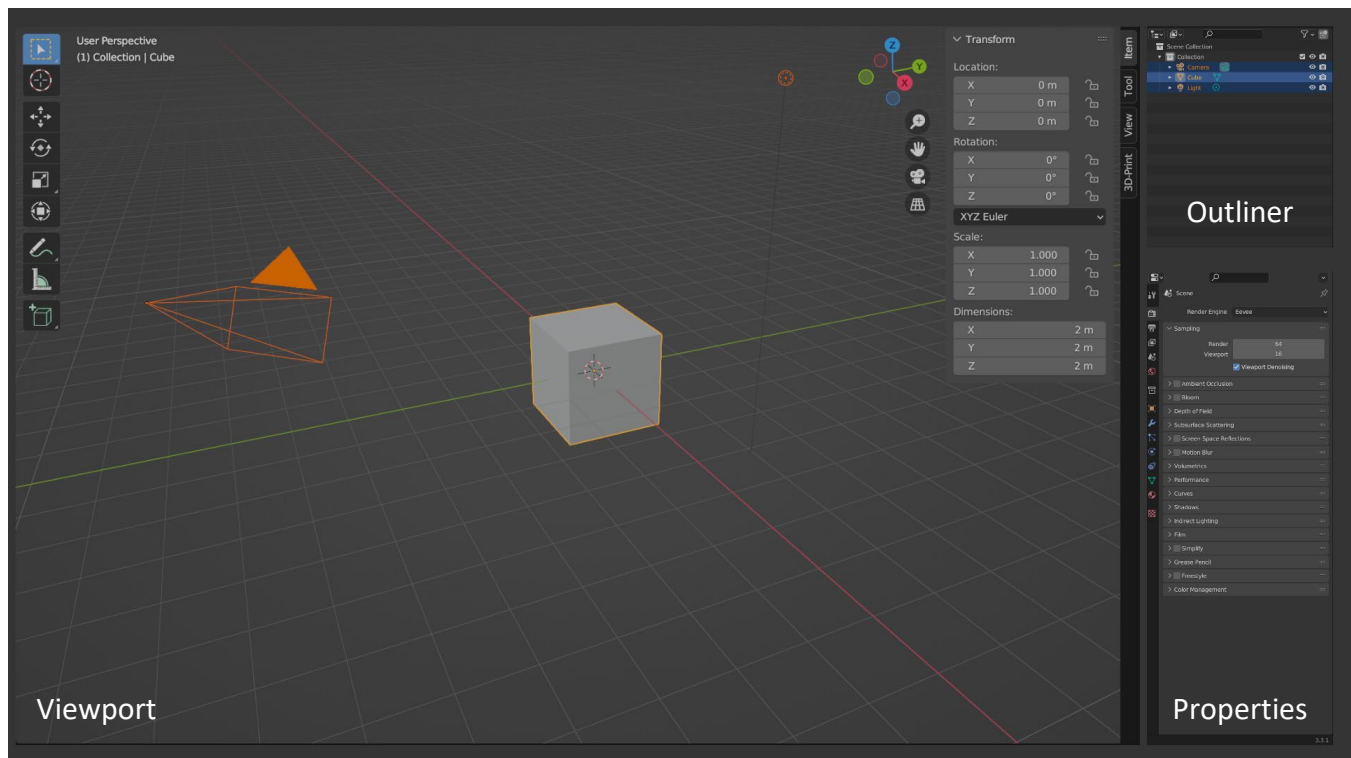 User Perspective
(1) Collection | Cube
Z
Y
X
Transform
Location:
X 0 m
Y 0 m
Z 0 m
Rotation:
X 0°
Y 0°
Z 0°
XYZ Euler
Scale:
X 1.000
Y 1.000
Z 1.000
Dimensions:
X 2 m
Y 2 m
Z 2 m
Item
Tool
View
3D-Print
Viewport
Scene Collection
Collection
Camera
Cube
Light
Outliner
Scene
Render Engine Eevee
Sampling
Render 64
Viewport 16
Viewport Denoising
Ambient Occlusion
Bloom
Depth of Field
Subsurface Scattering
Screen Space Reflections
Motion Blur
Volumetrics
Performance
Curves
Shadows
Indirect Lighting
Film
Simplify
Grease Pencil
Freestyle
Color Management
Properties
3.3.1